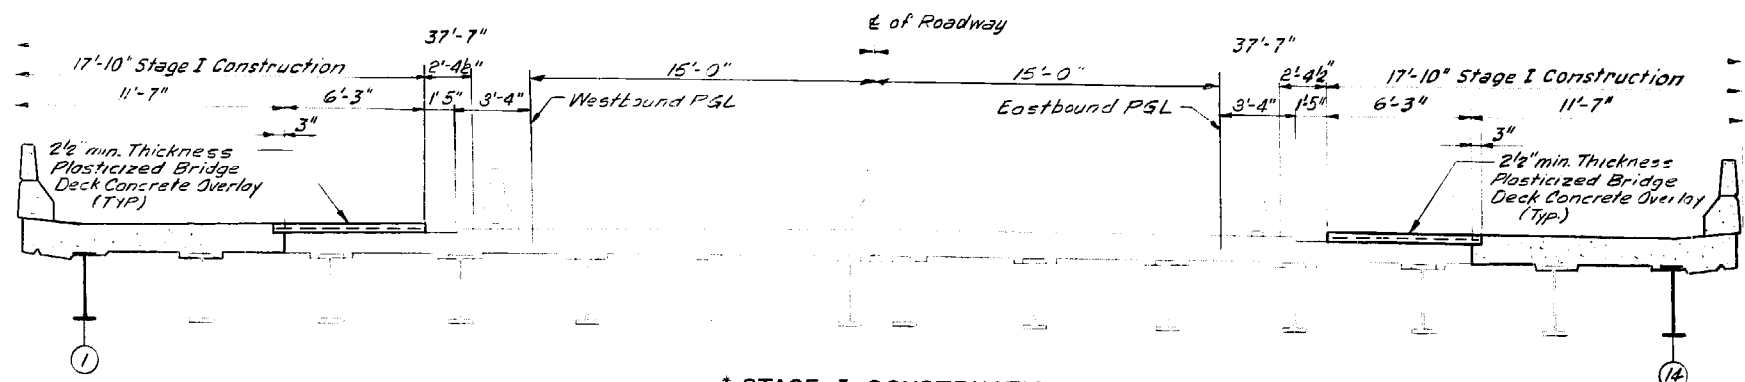 ℄ of Roadway
37'-7" 37'-7"
17'-10" Stage I Construction 2'-4½" 15'-0" 15'-0" 2'-4½" 17'-10" Stage I Construction
11'-7" 6'-3" 1'5" 3'-4" Westbound PGL Eastbound PGL 3'-4" 1'5" 6'-3" 11'-7"
3" 3"
2½" min. Thickness
Plasticized Bridge
Deck Concrete Overlay
(TYP)
2½" min. Thickness
Plasticized Bridge
Deck Concrete Overlay
(Typ.)
1 14
* STAGE I CONSTRUCTION